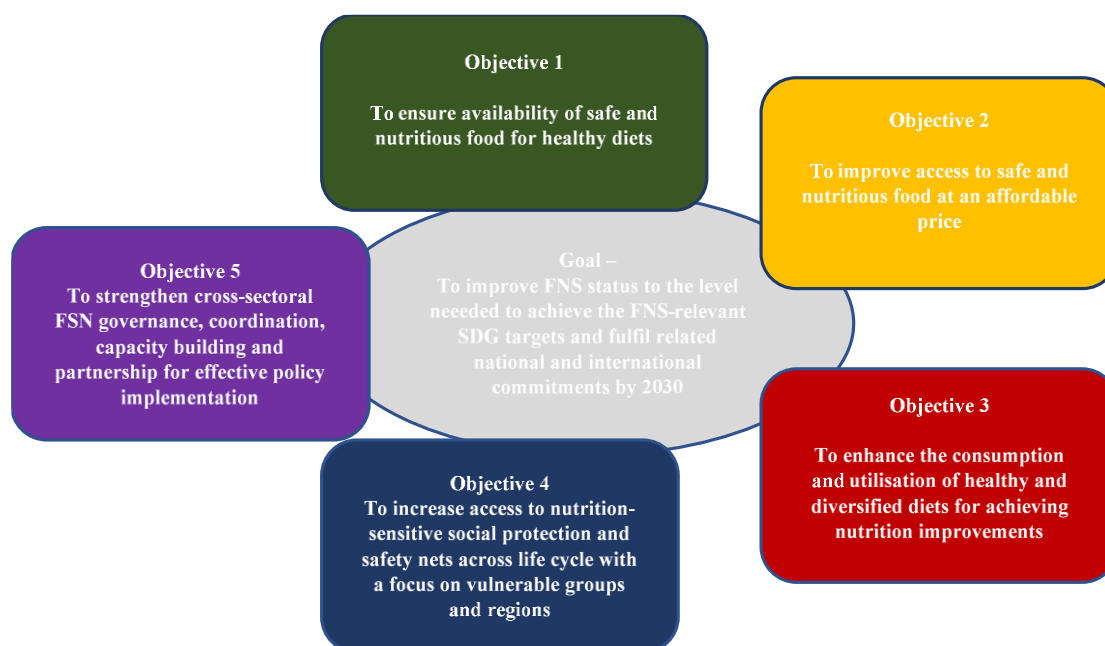 Objective 1
To ensure availability of safe and
nutritious food for healthy diets
Objective 2
To improve access to safe and
nutritious food at an affordable
price
Goal –
To improve FNS status to the level
needed to achieve the FNS-relevant
SDG targets and fulfil related
national and international
commitments by 2030
Objective 5
To strengthen cross-sectoral
FSN governance, coordination,
capacity building and
partnership for effective policy
implementation
Objective 3
To enhance the consumption
and utilisation of healthy and
diversified diets for achieving
nutrition improvements
Objective 4
To increase access to nutrition-
sensitive social protection and
safety nets across life cycle with
a focus on vulnerable groups
and regions